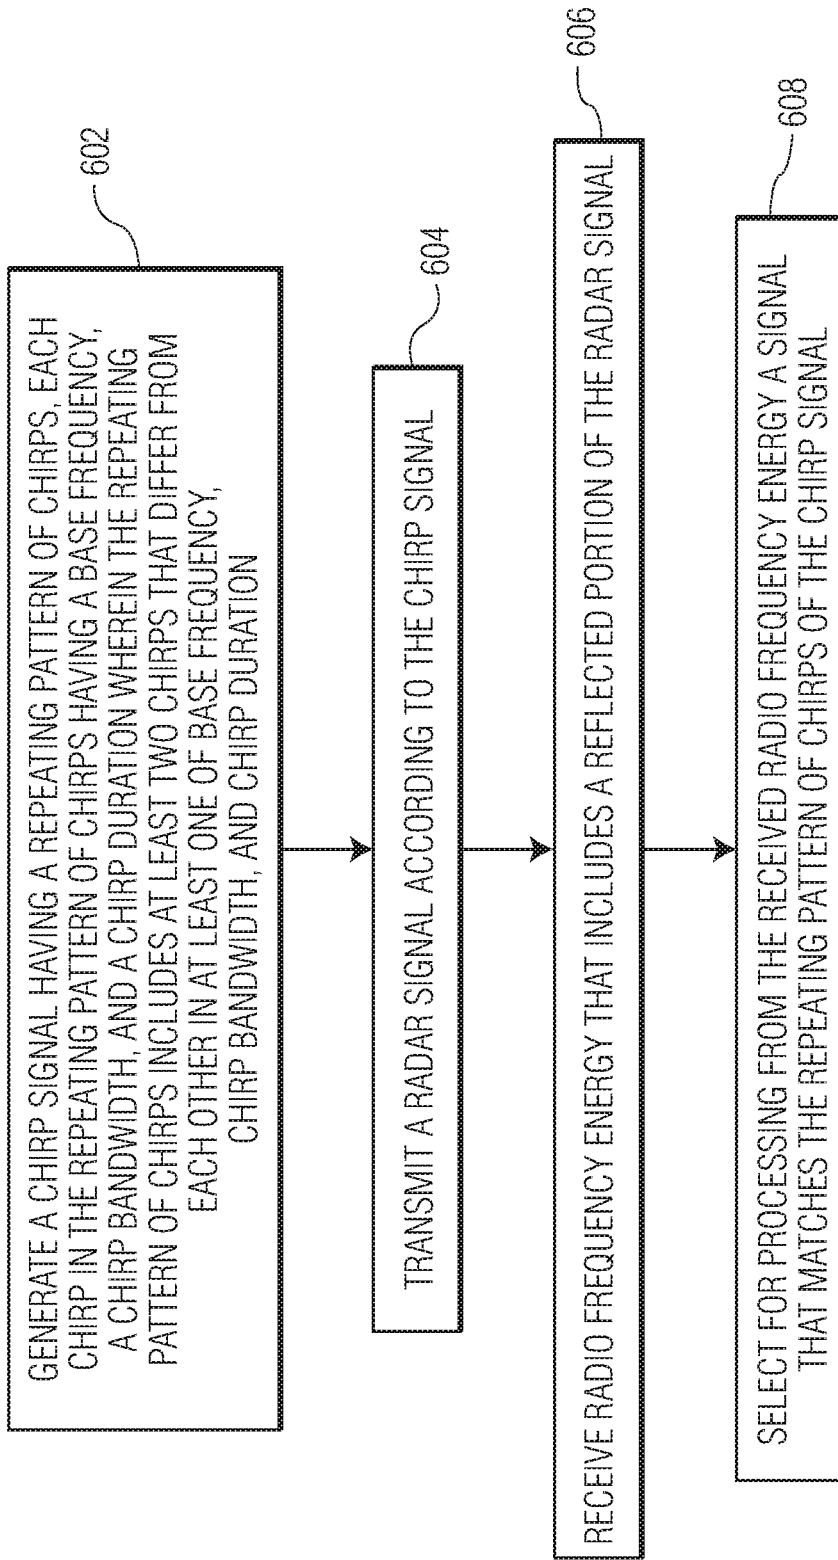 GENERATE A CHIRP SIGNAL HAVING A REPEATING PATTERN OF CHIRPS, EACH
CHIRP IN THE REPEATING PATTERN OF CHIRPS HAVING A BASE FREQUENCY,
A CHIRP BANDWIDTH, AND A CHIRP DURATION WHEREIN THE REPEATING
PATTERN OF CHIRPS INCLUDES AT LEAST TWO CHIRPS THAT DIFFER FROM
EACH OTHER IN AT LEAST ONE OF BASE FREQUENCY,
CHIRP BANDWIDTH, AND CHIRP DURATION
602
TRANSMIT A RADAR SIGNAL ACCORDING TO THE CHIRP SIGNAL
604
RECEIVE RADIO FREQUENCY ENERGY THAT INCLUDES A REFLECTED PORTION OF THE RADAR SIGNAL
606
SELECT FOR PROCESSING FROM THE RECEIVED RADIO FREQUENCY ENERGY A SIGNAL
THAT MATCHES THE REPEATING PATTERN OF CHIRPS OF THE CHIRP SIGNAL
608